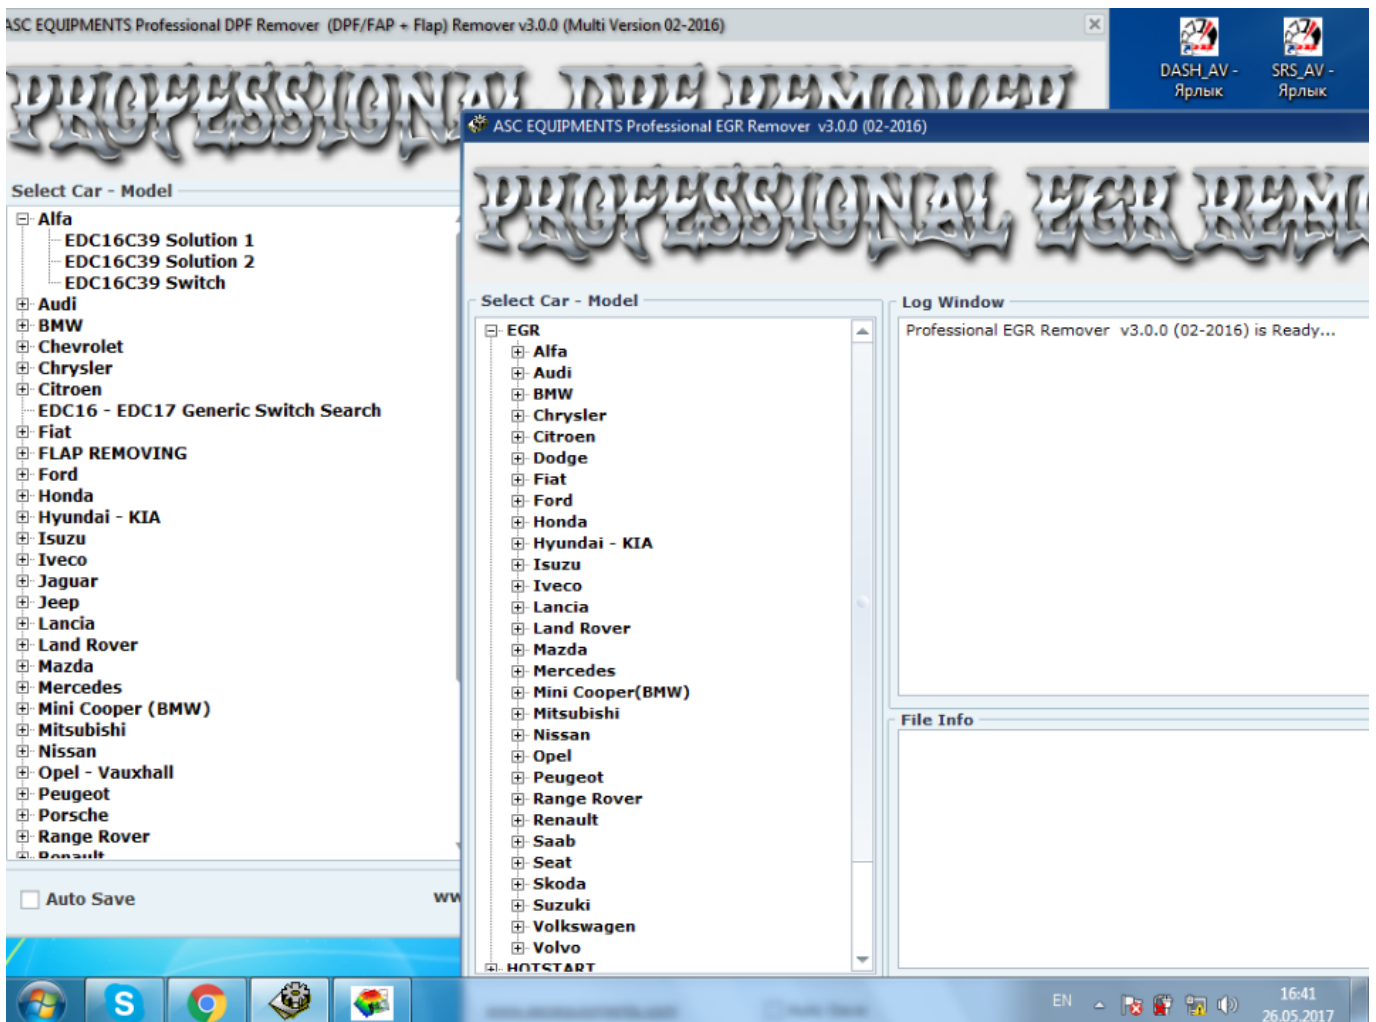 ASC EQUIPMENTS Professional DPF Remover (DPF/FAP + Flap) Remover v3.0.0 (Multi Version 02-2016)
PROFESSIONAL DPF REMOVER
Select Car - Model
Alfa
EDC16C39 Solution 1
EDC16C39 Solution 2
EDC16C39 Switch
Audi
BMW
Chevrolet
Chrysler
Citroen
EDC16 - EDC17 Generic Switch Search
Fiat
FLAP REMOVING
Ford
Honda
Hyundai - KIA
Isuzu
Iveco
Jaguar
Jeep
Lancia
Land Rover
Mazda
Mercedes
Mini Cooper (BMW)
Mitsubishi
Nissan
Opel - Vauxhall
Peugeot
Porsche
Range Rover
Renault
Auto Save
ww
DASH_AV -
Ярлык
SRS_AV -
Ярлык
ASC EQUIPMENTS Professional EGR Remover v3.0.0 (02-2016)
PROFESSIONAL EGR REMO
Select Car - Model
EGR
Alfa
Audi
BMW
Chrysler
Citroen
Dodge
Fiat
Ford
Honda
Hyundai - KIA
Isuzu
Iveco
Lancia
Land Rover
Mazda
Mercedes
Mini Cooper(BMW)
Mitsubishi
Nissan
Opel
Peugeot
Range Rover
Renault
Saab
Seat
Skoda
Suzuki
Volkswagen
Volvo
HOTSTART
Log Window
Professional EGR Remover v3.0.0 (02-2016) is Ready...
File Info
EN
16:41
26.05.2017